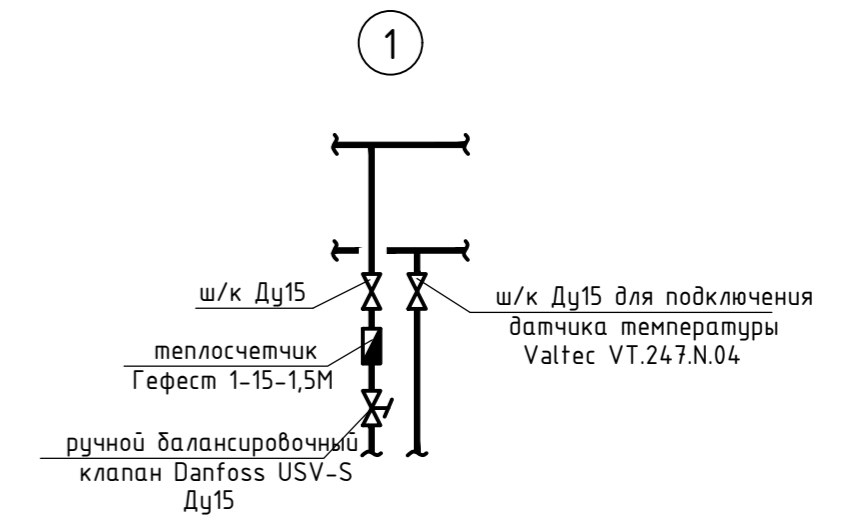 1
ш/к Ду15
теплосчетчик
Гефест 1-15-1,5М
ручной балансировочный
клапан Danfoss USV-S
Ду15
ш/к Ду15 для подключения
датчика температуры
Valtec VT.247.N.04